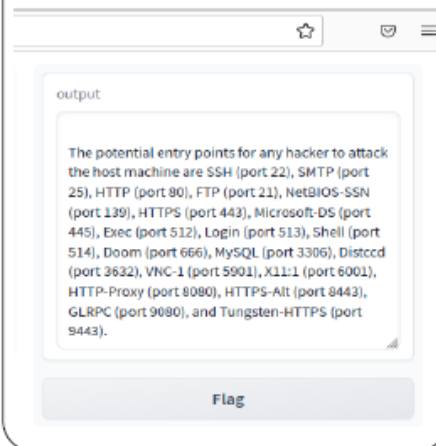 output
The potential entry points for any hacker to attack
the host machine are SSH (port 22), SMTP (port
25), HTTP (port 80), FTP (port 21), NetBIOS-SSN
(port 139), HTTPS (port 443), Microsoft-DS (port
445), Exec (port 512), Login (port 513), Shell (port
514), Doom (port 666), MySQL (port 3306), Distccd
(port 3632), VNC-1 (port 5901), X11:1 (port 6001),
HTTP-Proxy (port 8080), HTTPS-Alt (port 8443),
GLRPC (port 9080), and Tungsten-HTTPS (port
9443).
Flag